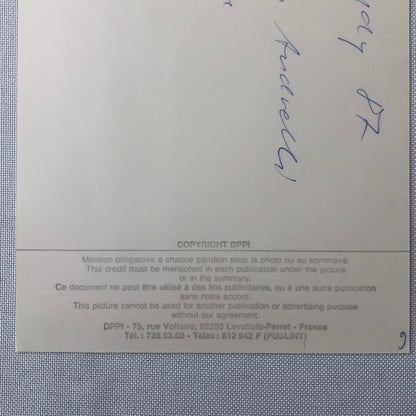 87
COPYRIGHT DPPI
Mention obligatoire à chaque parution sous la photo ou au sommaire.
This credit must be mentioned in each publication under the picture
or in the summary.
Ce document ne peut être utilisé à des fins publicitaires, ou a une autre publication
sans notre accord.
This picture cannot be used for another publication or advertising purpose
without our agreement.
DPPI - 75, rue Voltaire, 92300 Levallois-Perret - France
Tél. : 739.93.60 - Télex : 612 942 F (PUBLINT)